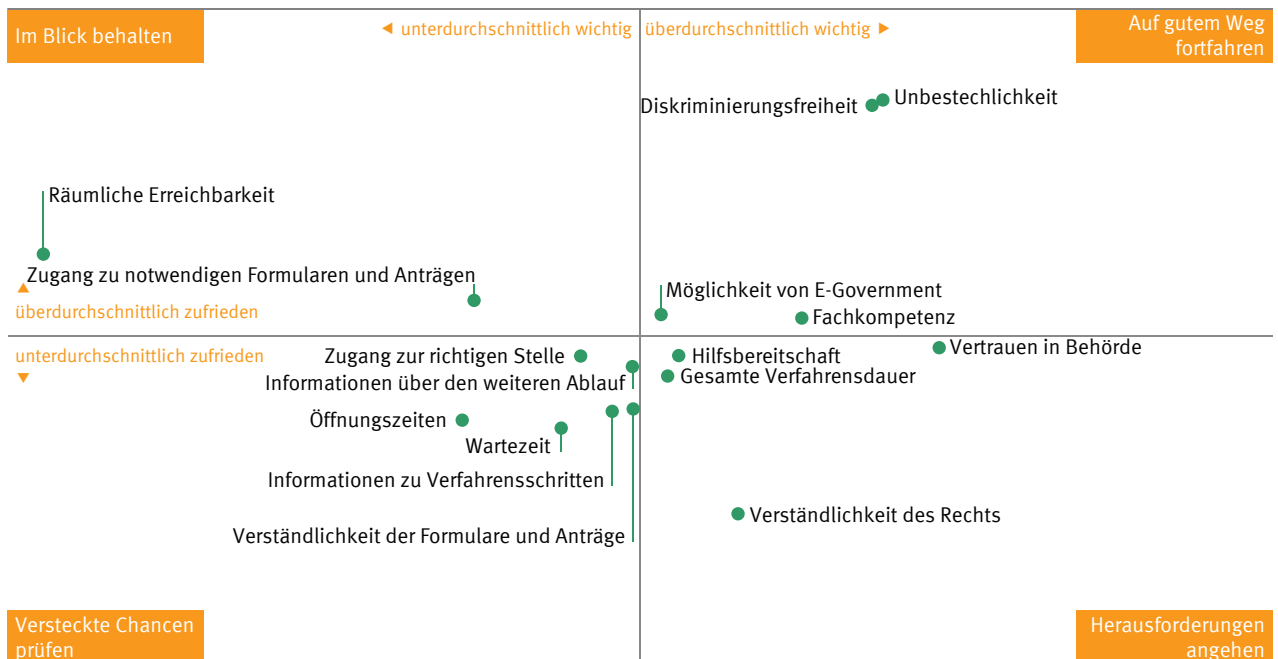 Im Blick behalten
◄ unterdurchschnittlich wichtig
überdurchschnittlich wichtig ►
Auf gutem Weg
fortfahren
Diskriminierungsfreiheit
Unbestechlichkeit
Räumliche Erreichbarkeit
Zugang zu notwendigen Formularen und Anträgen
▲
überdurchschnittlich zufrieden
Möglichkeit von E-Government
Fachkompetenz
unterdurchschnittlich zufrieden
▼
Zugang zur richtigen Stelle
Informationen über den weiteren Ablauf
Hilfsbereitschaft
Vertrauen in Behörde
Gesamte Verfahrensdauer
Öffnungszeiten
Wartezeit
Informationen zu Verfahrensschritten
Verständlichkeit des Rechts
Verständlichkeit der Formulare und Anträge
Versteckte Chancen
prüfen
Herausforderungen
angehen